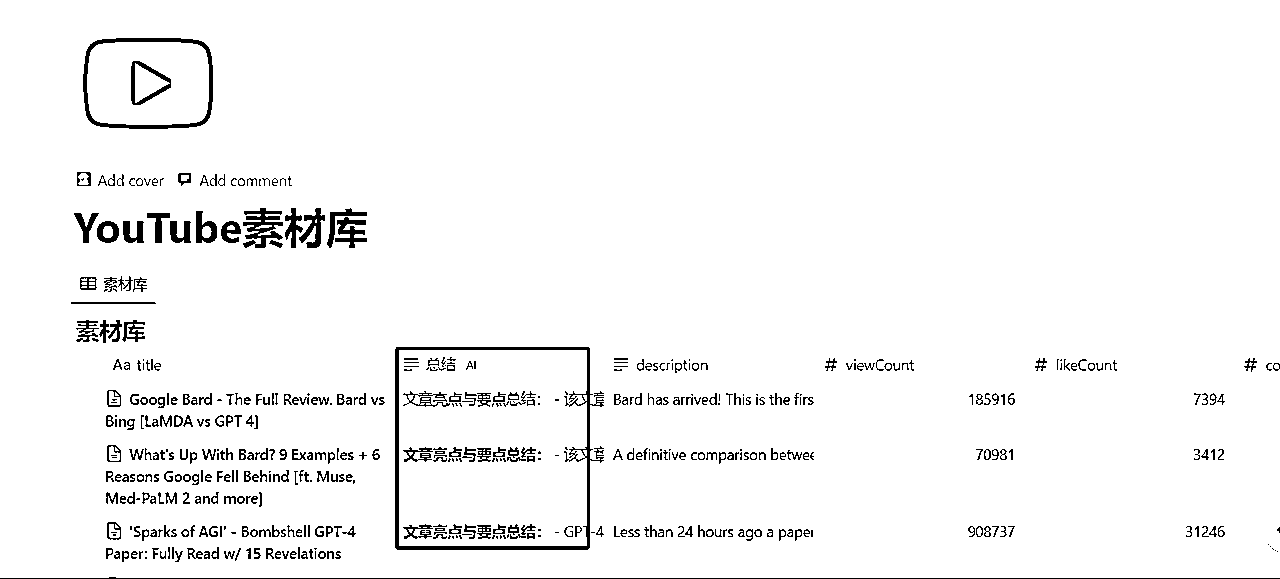 Add cover Add comment
YouTube素材库
素材库
素材库
Aa title 总结 AI description # viewCount # likeCount # co
Google Bard - The Full Review. Bard vs 文章亮点与要点总结： - 该文章 Bard has arrived! This is the firs 185916 7394
Bing [LaMDA vs GPT 4]
What's Up With Bard? 9 Examples + 6 文章亮点与要点总结： - 该文章 A definitive comparison betwee 70981 3412
Reasons Google Fell Behind [ft. Muse,
Med-PaLM 2 and more]
'Sparks of AGI' - Bombshell GPT-4 文章亮点与要点总结： - GPT-4 Less than 24 hours ago a paper 908737 31246
Paper: Fully Read w/ 15 Revelations